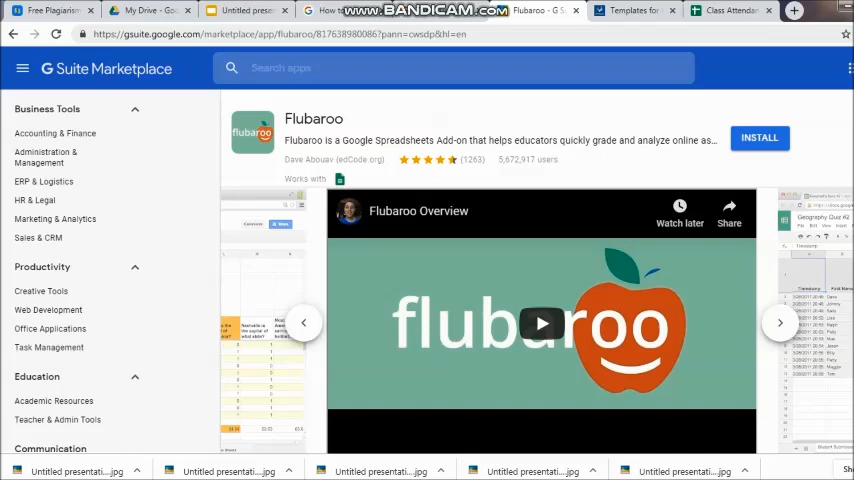 www.BANDICAM.com
Free Plagiarism
My Drive - Goo
Untitled prese
How to
Flubaroo - G S
Templates for
Class Attendan
https://gsuite.google.com/marketplace/app/flubaroo/817638980086?pann=cwsdp&hl=en
G Suite Marketplace
Search apps
Business Tools
Accounting & Finance
Administration &
Management
ERP & Logistics
HR & Legal
Marketing & Analytics
Sales & CRM
Productivity
Creative Tools
Web Development
Office Applications
Task Management
Education
Academic Resources
Teacher & Admin Tools
Communication
flubaroo
Flubaroo
Flubaroo is a Google Spreadsheets Add-on that helps educators quickly grade and analyze online as...
Dave Abouav (edCode.org)
(1263)
5,672,917 users
Works with
INSTALL
Flubaroo Overview
Watch later
Share
flubaroo
Geography Quiz #2
Timestamp
Untitled presentati....jpg
Untitled presentati....jpg
Untitled presentati....jpg
Untitled presentati....jpg
Untitled presentati....jpg